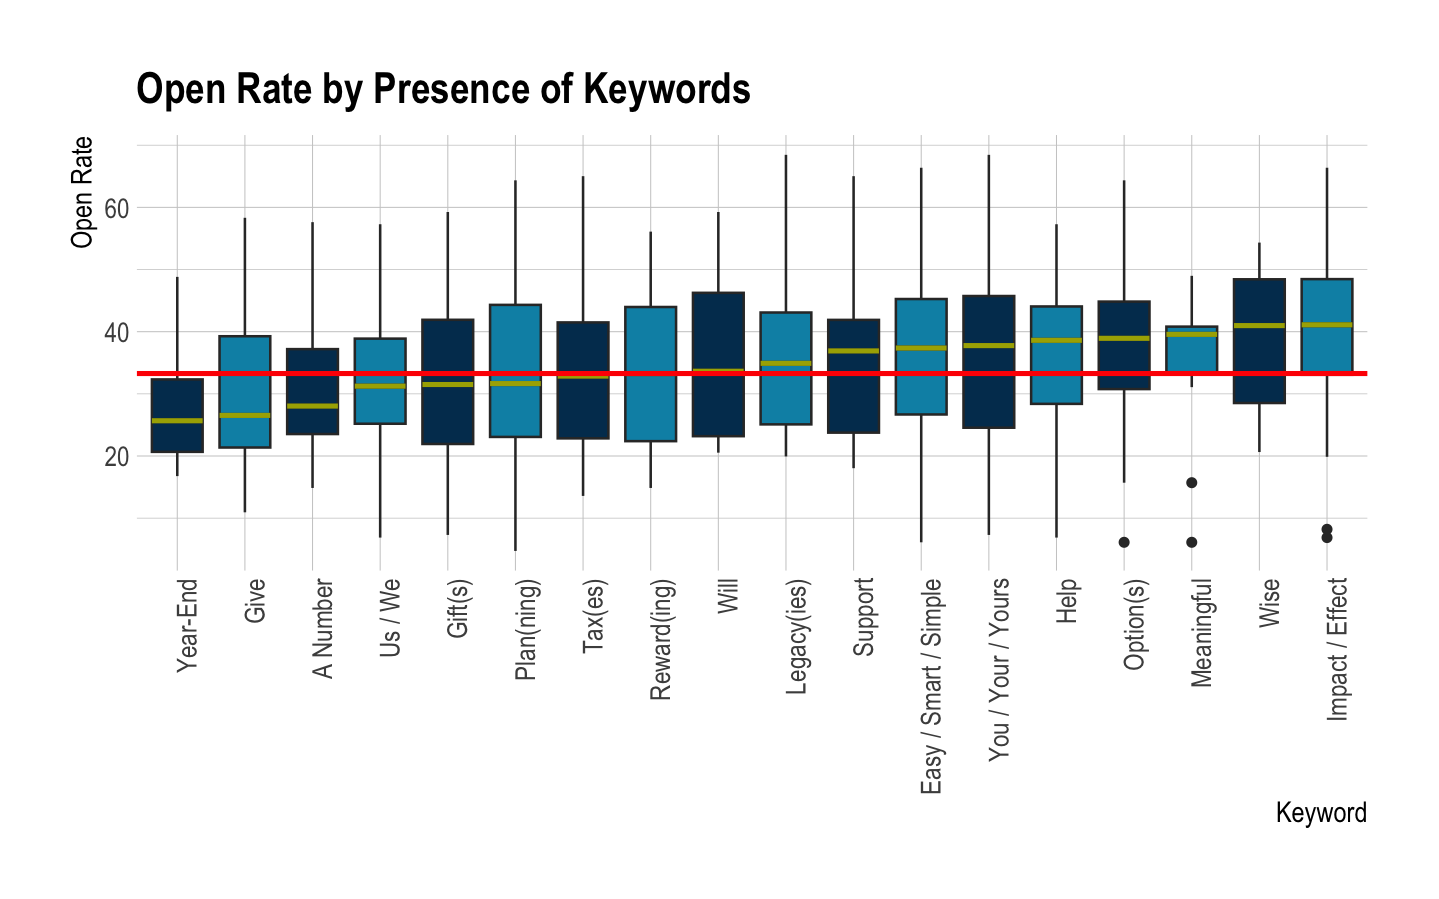 Open Rate by Presence of Keywords
Open Rate
60
40
20
Year-End
Give
A Number
Us / We
Gift(s)
Plan(ning)
Tax(es)
Reward(ing)
Will
Legacy(ies)
Support
Easy / Smart / Simple
You / Your / Yours
Help
Option(s)
Meaningful
Wise
Impact / Effect
Keyword